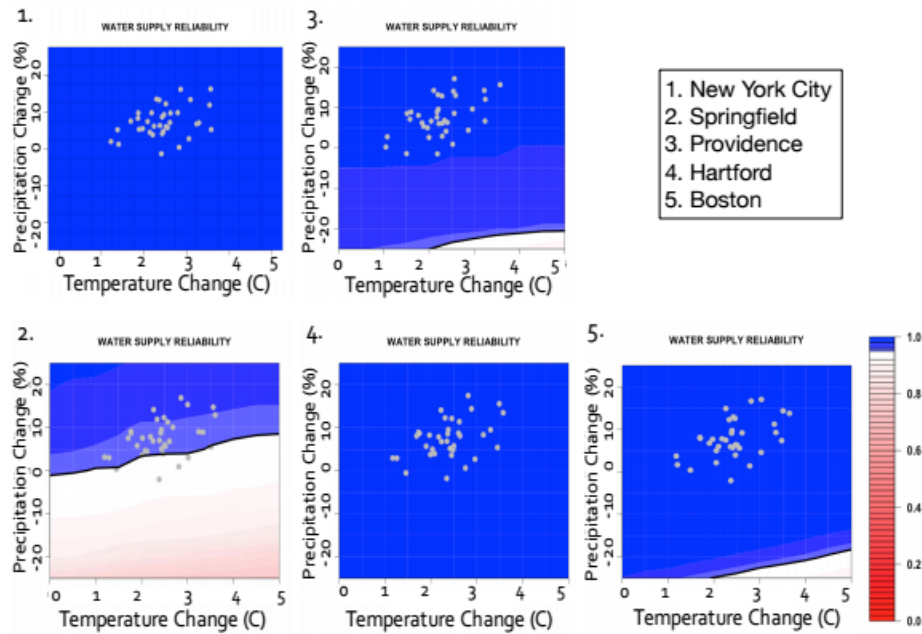 1.
WATER SUPPLY RELIABILITY
Precipitation Change (%)
20
10
0
-10
-20
0 1 2 3 4 5
Temperature Change (C)
3.
WATER SUPPLY RELIABILITY
Precipitation Change (%)
20
10
0
-10
-20
0 1 2 3 4 5
Temperature Change (C)
1. New York City
2. Springfield
3. Providence
4. Hartford
5. Boston
2.
WATER SUPPLY RELIABILITY
Precipitation Change (%)
20
10
0
-10
-20
0 1 2 3 4 5
Temperature Change (C)
4.
WATER SUPPLY RELIABILITY
Precipitation Change (%)
20
10
0
-10
-20
0 1 2 3 4 5
Temperature Change (C)
5.
WATER SUPPLY RELIABILITY
Precipitation Change (%)
20
10
0
-10
-20
0 1 2 3 4 5
Temperature Change (C)
1.0
0.8
0.6
0.4
0.2
0.0